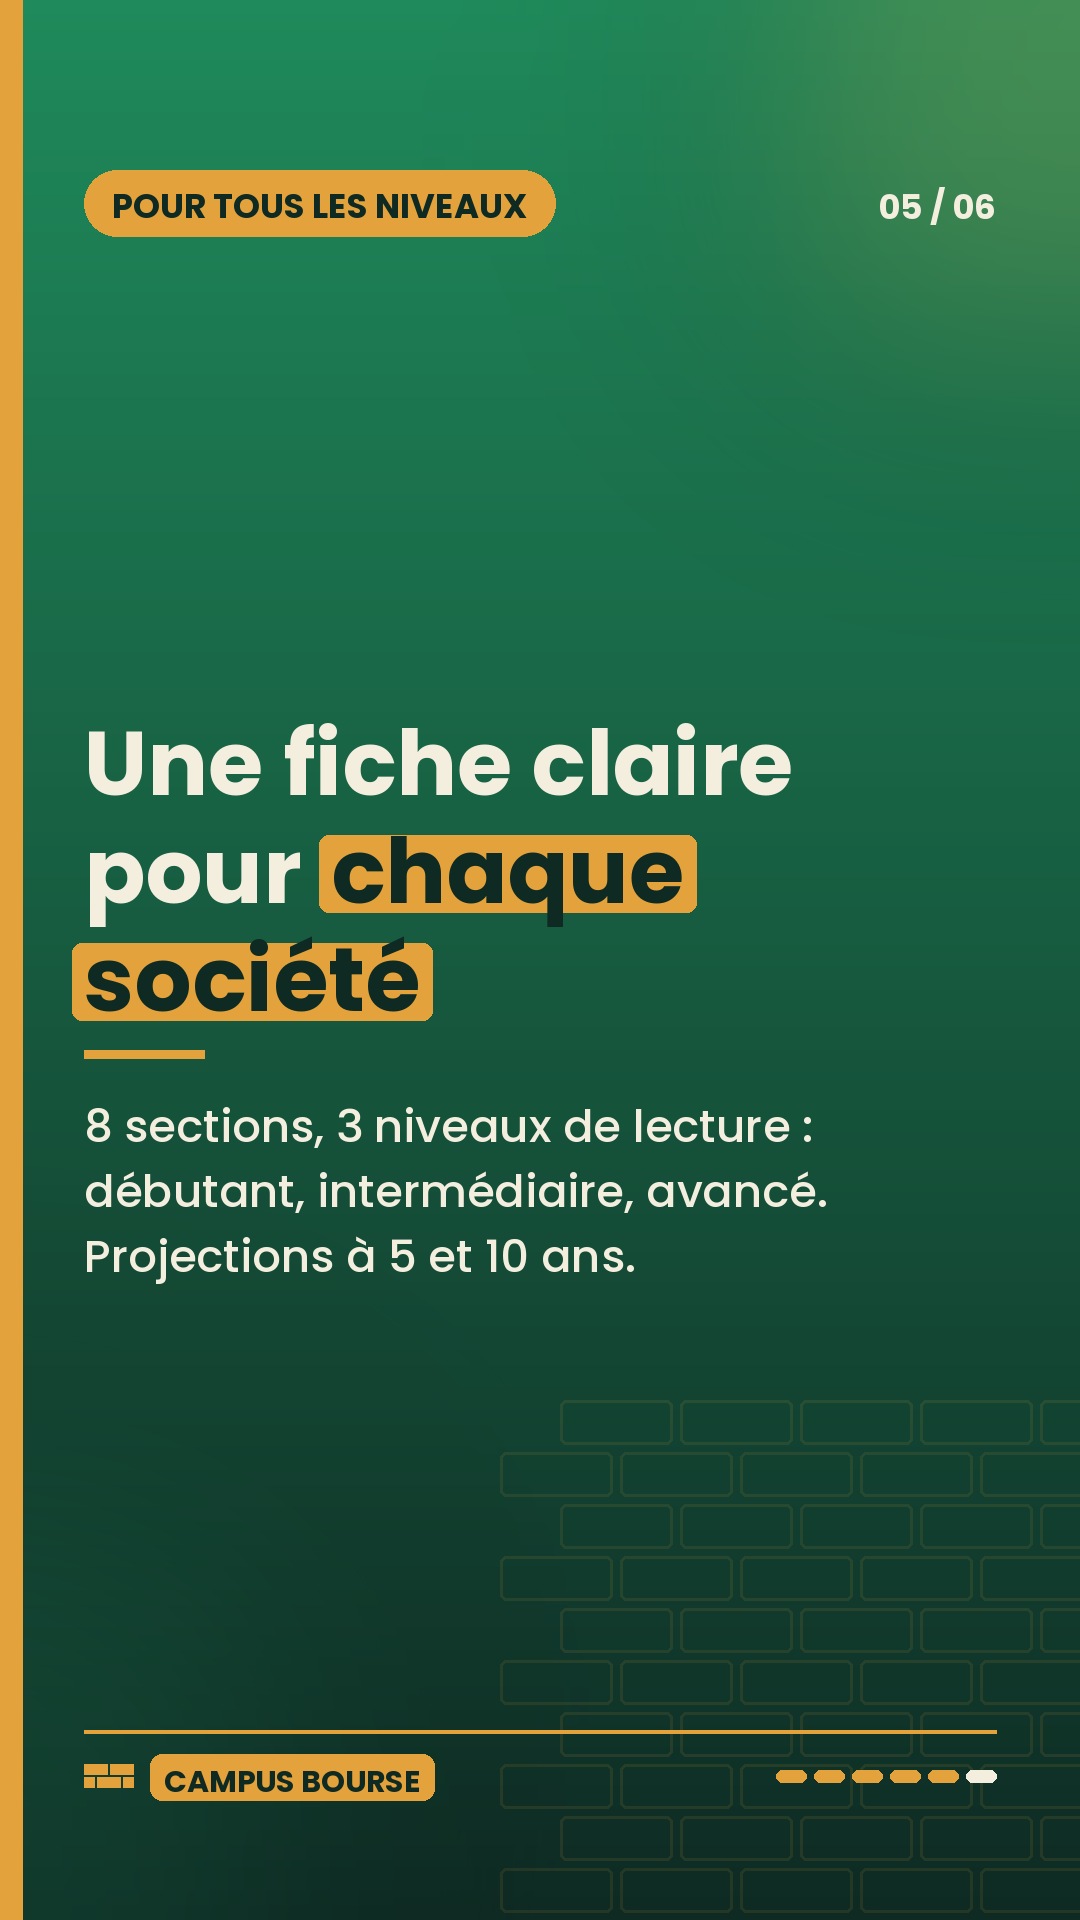 POUR TOUS LES NIVEAUX
05 / 06
Une fiche claire
pour chaque
société
8 sections, 3 niveaux de lecture :
débutant, intermédiaire, avancé.
Projections à 5 et 10 ans.
CAMPUS BOURSE